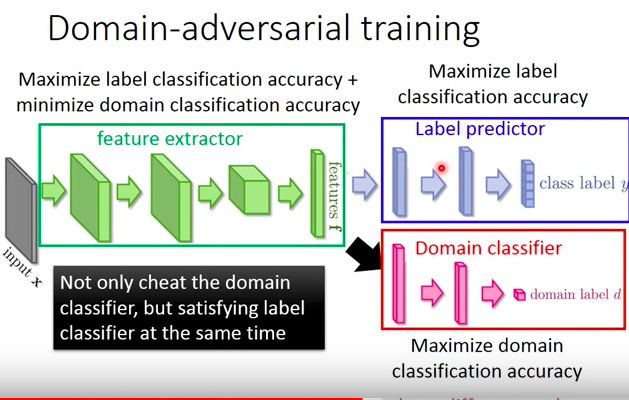 Domain-adversarial training
Maximize label classification accuracy +
minimize domain classification accuracy
Maximize label
classification accuracy
feature extractor
Label predictor
features f
class label y
input x
Domain classifier
domain label d
Not only cheat the domain
classifier, but satisfying label
classifier at the same time
Maximize domain
classification accuracy